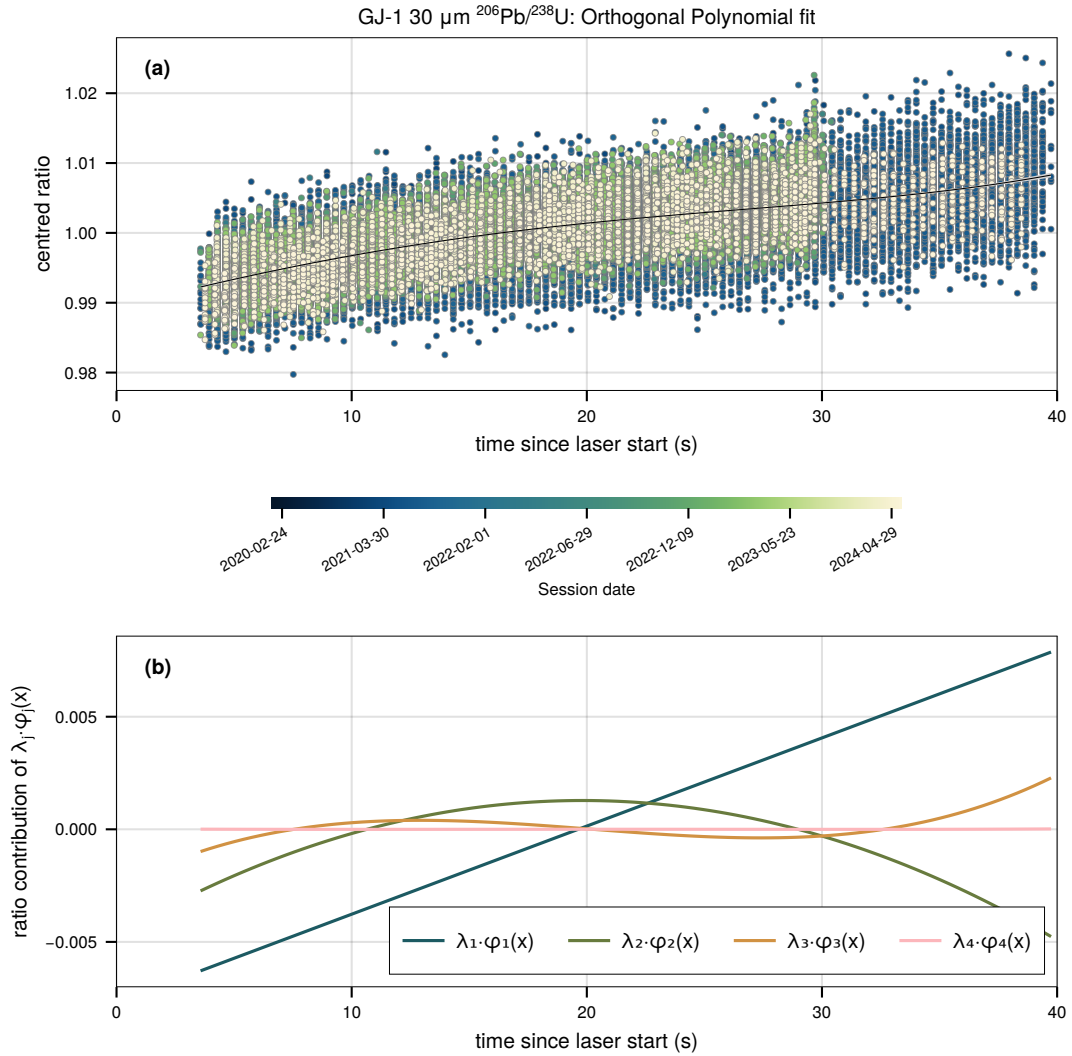 GJ-1 30 µm ²⁰⁶Pb/²³⁸U: Orthogonal Polynomial fit
(a)
centred ratio
1.02
1.01
1.00
0.99
0.98
0 10 20 30 40
time since laser start (s)
2020-02-24 2021-03-30 2022-02-01 2022-06-29 2022-12-09 2023-05-23 2024-04-29
Session date
(b)
ratio contribution of λⱼ·φⱼ(x)
0.005
0.000
−0.005
λ₁·φ₁(x) λ₂·φ₂(x) λ₃·φ₃(x) λ₄·φ₄(x)
0 10 20 30 40
time since laser start (s)